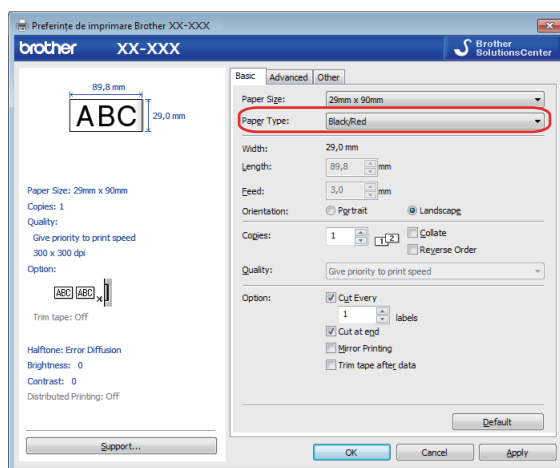 Preferințe de imprimare Brother XX-XXX
brother XX-XXX
Brother
SolutionsCenter
89,8 mm
ABC
29,0 mm
Paper Size: 29mm x 90mm
Copies: 1
Quality:
Give priority to print speed
300 x 300 dpi
Option:
ABC ABC
Trim tape: Off
Halftone: Error Diffusion
Brightness: 0
Contrast: 0
Distributed Printing: Off
Support...
Basic Advanced Other
Paper Size: 29mm x 90mm
Paper Type: Black/Red
Width: 29,0 mm
Length: 89,8 mm
Feed: 3,0 mm
Orientation: Portrait Landscape
Copies: 1 1 2 Collate
Reverse Order
Quality: Give priority to print speed
Option: Cut Every
1 labels
Cut at end
Mirror Printing
Trim tape after data
Default
OK Cancel Apply